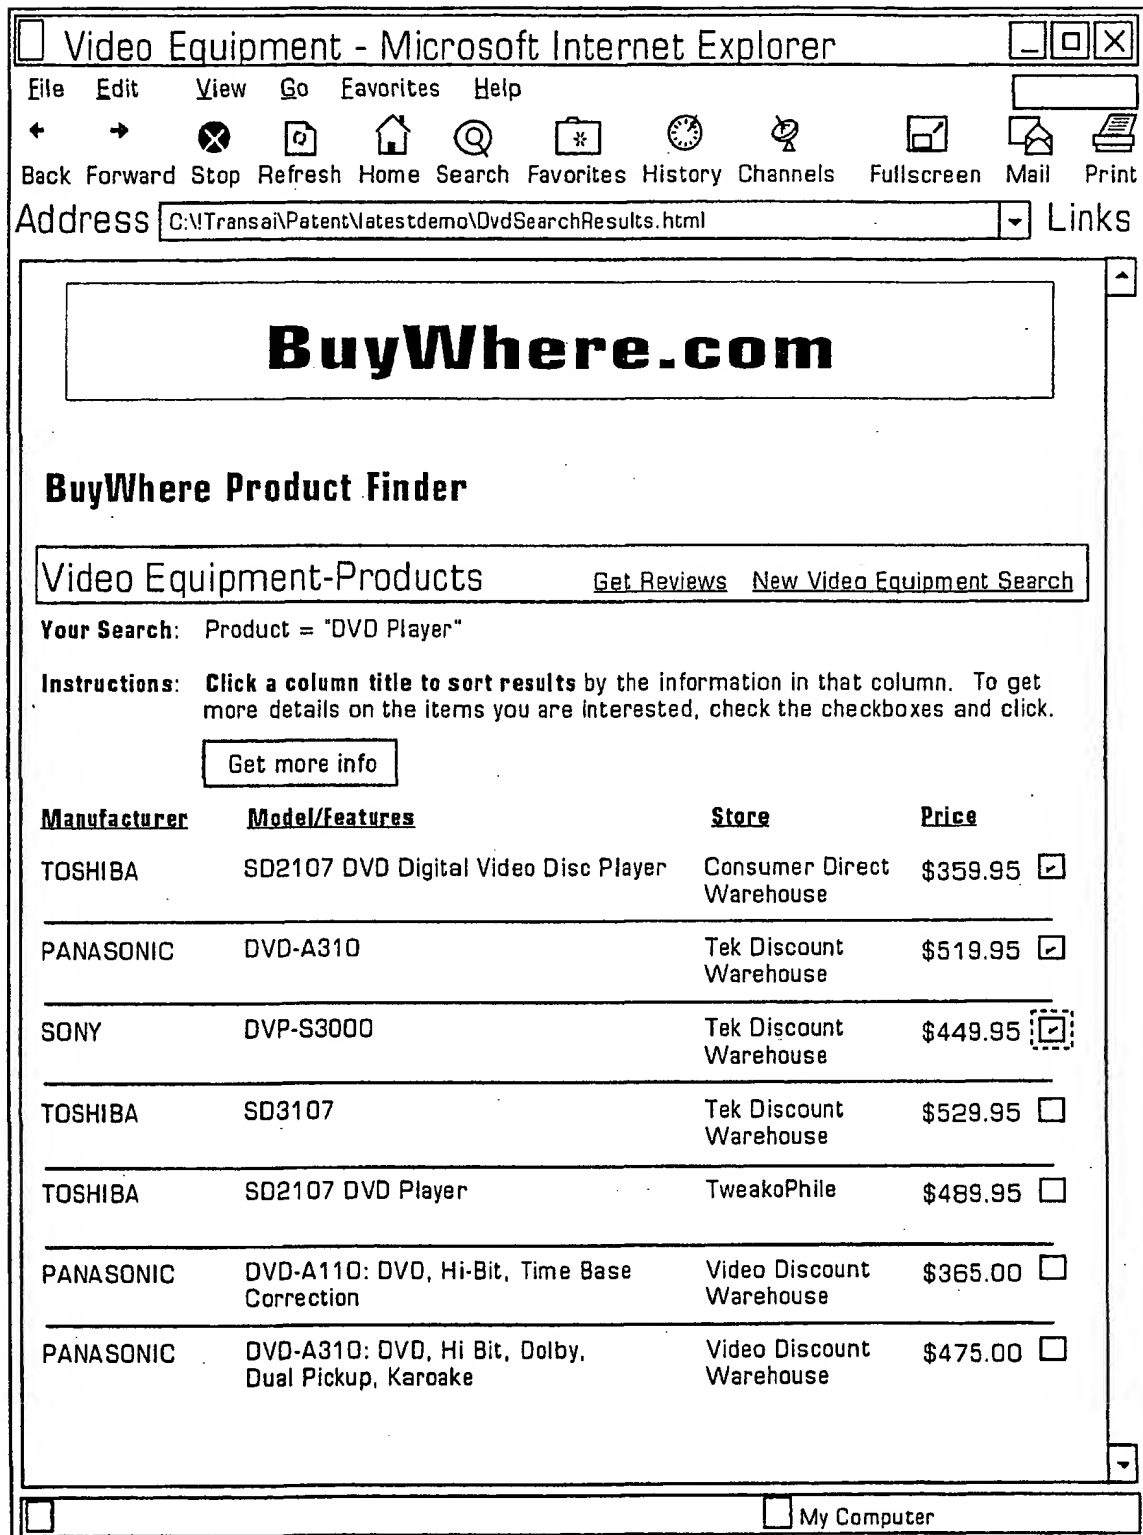 Video Equipment - Microsoft Internet Explorer
File Edit View Go Favorites Help
Back Forward Stop Refresh Home Search Favorites History Channels Fullscreen Mail Print
Address C:\!Transai\Patent\latestdemo\DvdSearchResults.html Links
BuyWhere.com
BuyWhere Product Finder
Video Equipment-Products Get Reviews New Video Equipment Search
Your Search: Product = "DVD Player"
Instructions: Click a column title to sort results by the information in that column. To get
more details on the items you are interested, check the checkboxes and click.
Get more info
Manufacturer Model/Features Store Price
TOSHIBA SD2107 DVD Digital Video Disc Player Consumer Direct $359.95
Warehouse
PANASONIC DVD-A310 Tek Discount $519.95
Warehouse
SONY DVP-S3000 Tek Discount $449.95
Warehouse
TOSHIBA SD3107 Tek Discount $529.95
Warehouse
TOSHIBA SD2107 DVD Player TweakoPhile $489.95
PANASONIC DVD-A110: DVD, Hi-Bit, Time Base Video Discount $365.00
Correction Warehouse
PANASONIC DVD-A310: DVD, Hi Bit, Dolby, Video Discount $475.00
Dual Pickup, Karoake Warehouse
My Computer